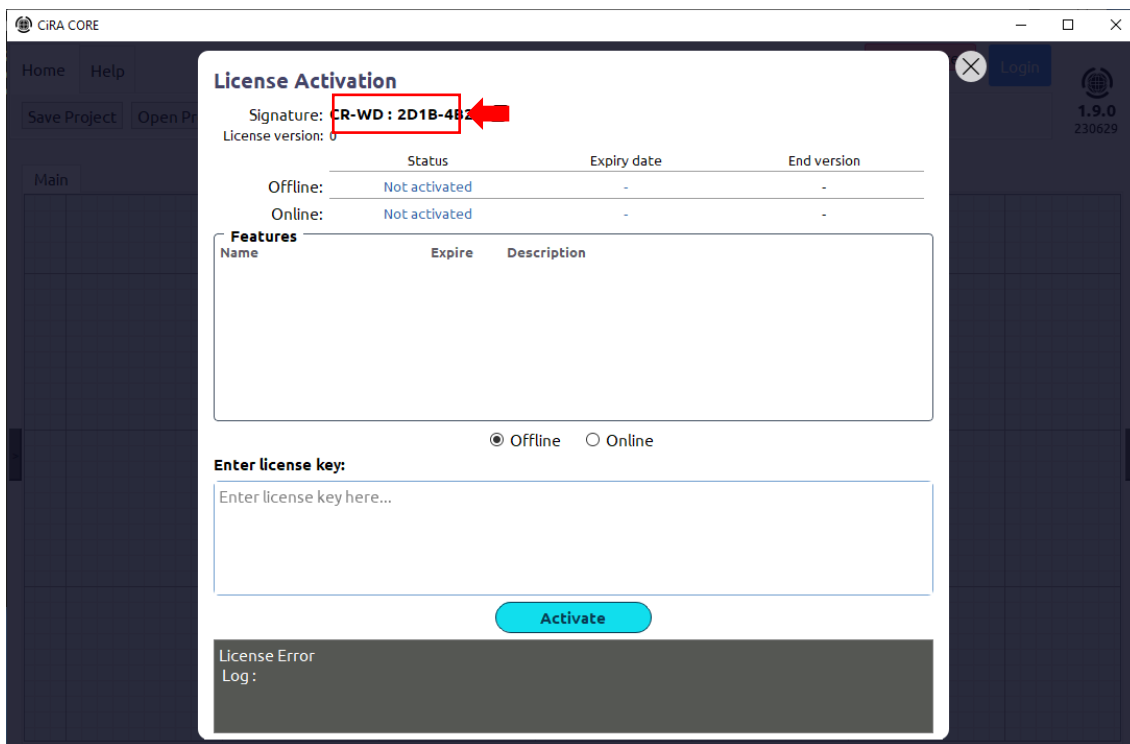 CiRA CORE
Home Help Login
License Activation
Signature: CR-WD : 2D1B-4B2
License version: 0
1.9.0
230629
Save Project Open Pr
Status Expiry date End version
Offline: Not activated - -
Online: Not activated - -
Main
Features
Name Expire Description
Offline Online
Enter license key:
Enter license key here...
Activate
License Error
Log :